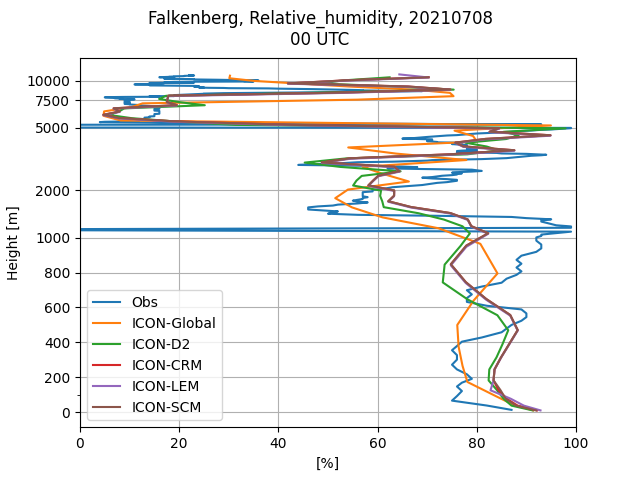 Falkenberg, Relative_humidity, 20210708
00 UTC
10000
7500
5000
2000
1000
800
600
400
200
0
Height [m]
Obs
ICON-Global
ICON-D2
ICON-CRM
ICON-LEM
ICON-SCM
0 20 40 60 80 100
[%]